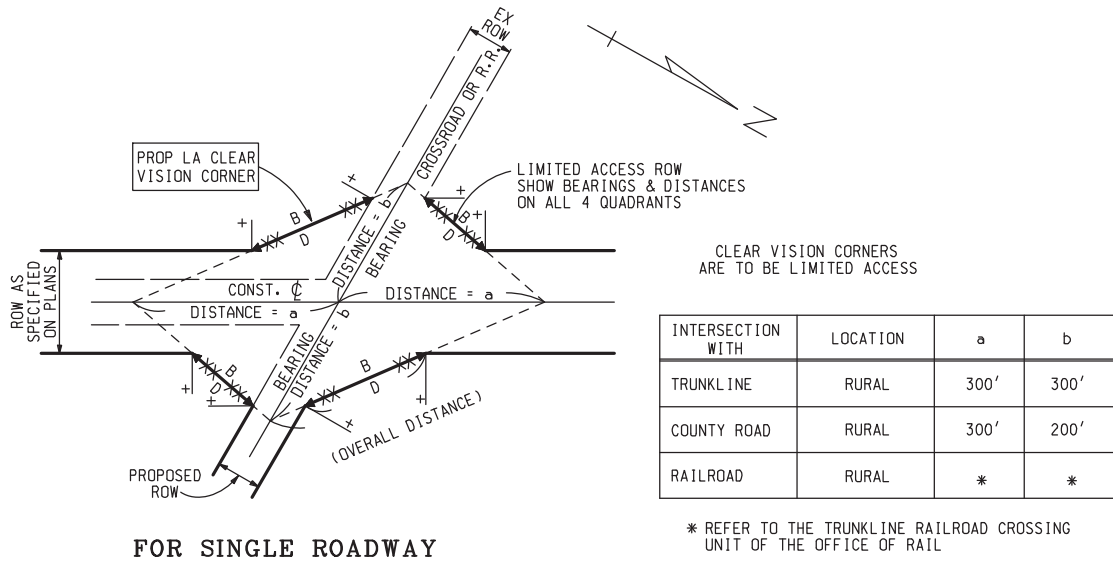 EX
ROW
CROSSROAD OR R.R.
N
PROP LA CLEAR
VISION CORNER
LIMITED ACCESS ROW
SHOW BEARINGS & DISTANCES
ON ALL 4 QUADRANTS
+
+
+
+
B
D
B
D
DISTANCE = b
BEARING
ROW AS
SPECIFIED
ON PLANS
CONST. ℄
DISTANCE = a
DISTANCE = a
BEARING
DISTANCE = b
B
D
B
D
+
+
+
+
(OVERALL DISTANCE)
PROPOSED
ROW
FOR SINGLE ROADWAY
CLEAR VISION CORNERS
ARE TO BE LIMITED ACCESS
INTERSECTION WITH LOCATION a b
TRUNKLINE RURAL 300' 300'
COUNTY ROAD RURAL 300' 200'
RAILROAD RURAL * *
* REFER TO THE TRUNKLINE RAILROAD CROSSING
UNIT OF THE OFFICE OF RAIL